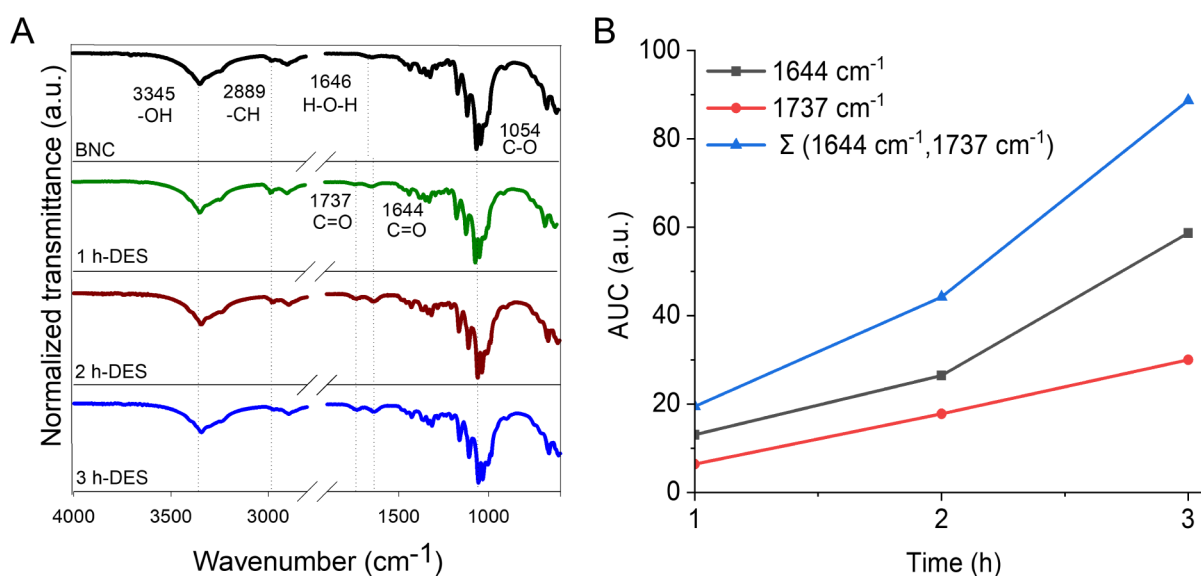 A
Normalized transmittance (a.u.)
3345
-OH
2889
-CH
1646
H-O-H
1054
C-O
BNC
1737
C=O
1644
C=O
1 h-DES
2 h-DES
3 h-DES
4000 3500 3000 1500 1000
Wavenumber (cm⁻¹)
B
AUC (a.u.)
100
80
60
40
20
0
1644 cm⁻¹
1737 cm⁻¹
Σ (1644 cm⁻¹,1737 cm⁻¹)
1 2 3
Time (h)